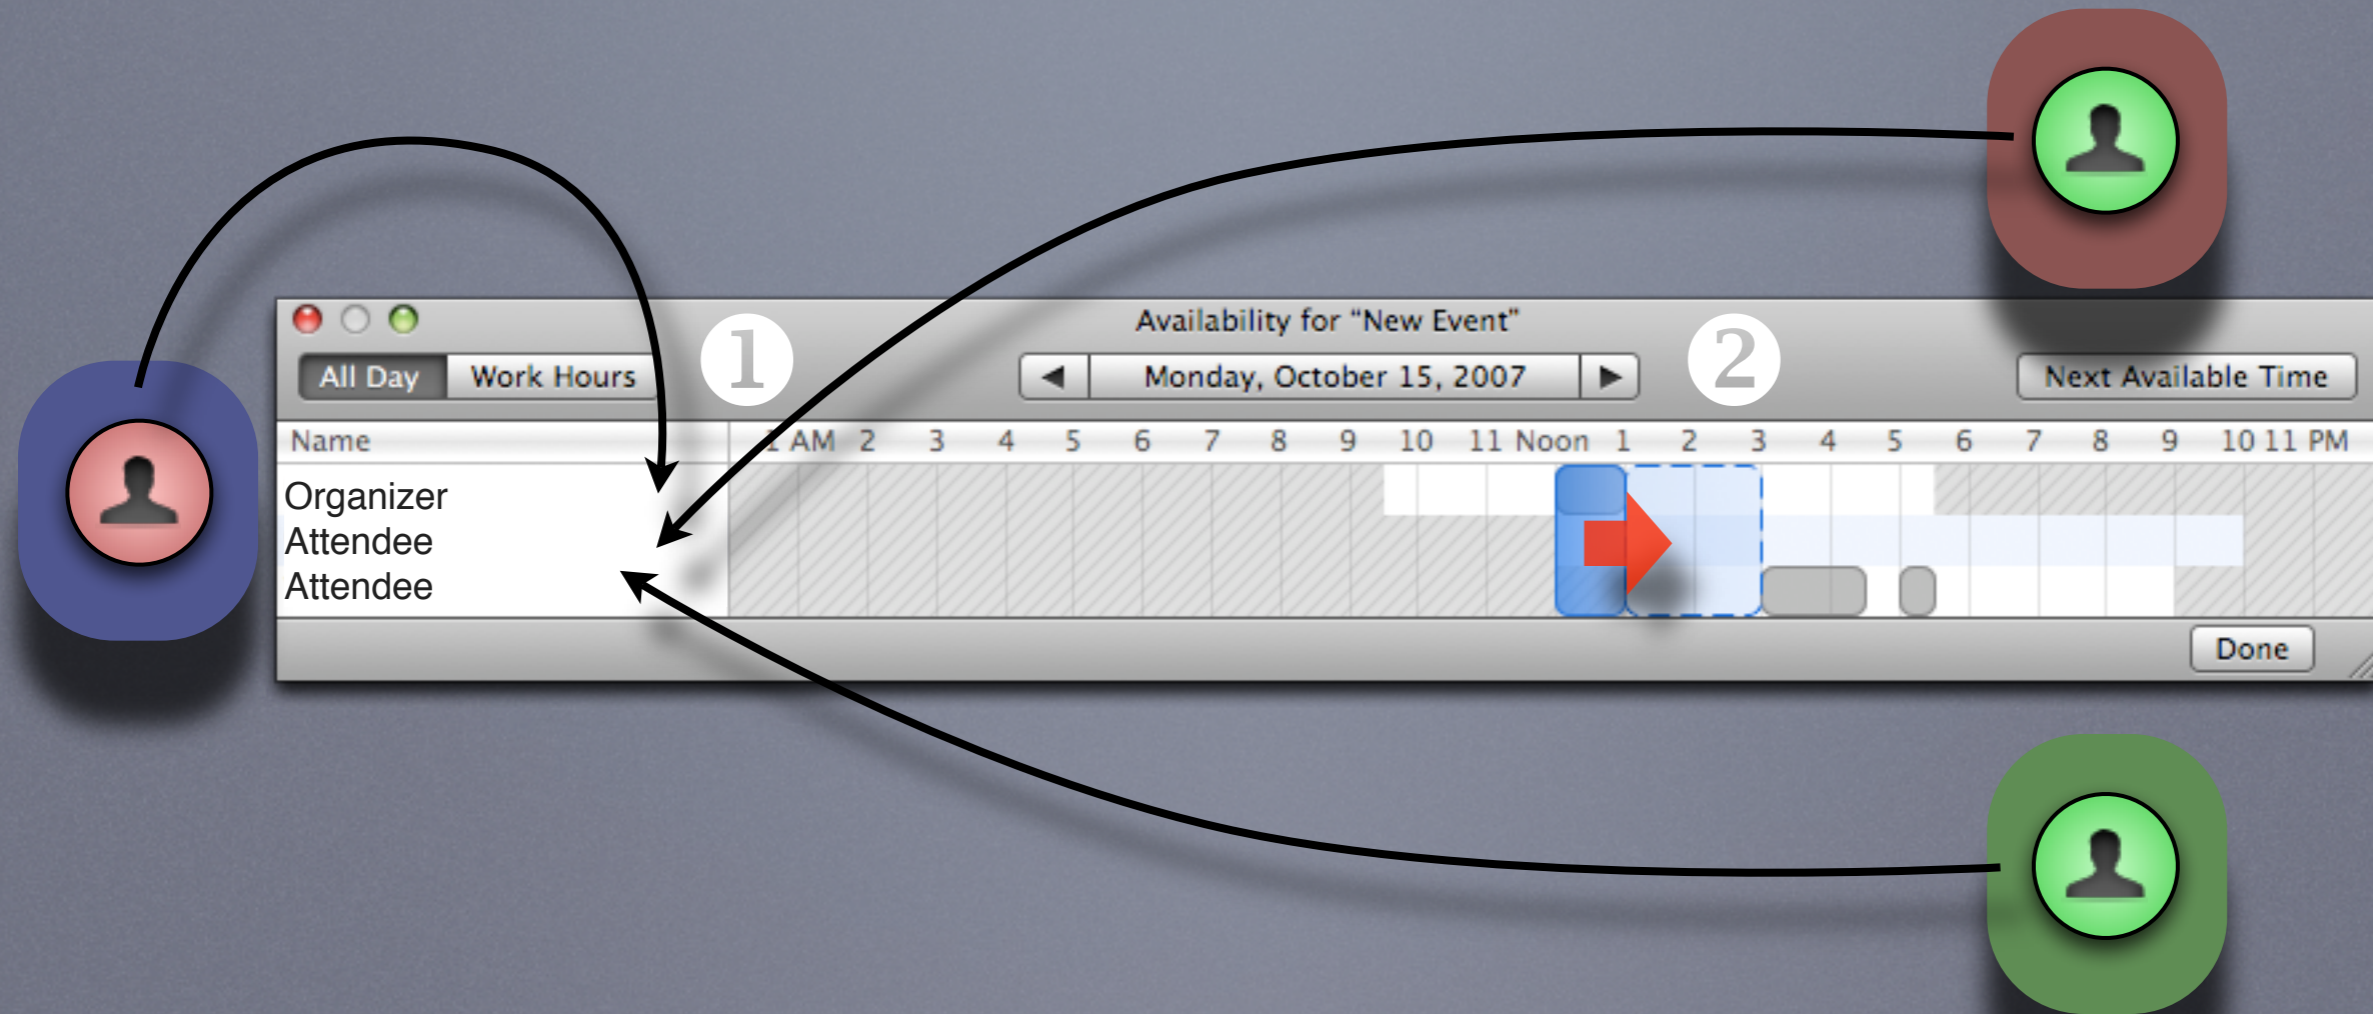 Availability for “New Event”
1
2
All Day Work Hours
Monday, October 15, 2007
Next Available Time
Name
1 AM 2 3 4 5 6 7 8 9 10 11 Noon 1 2 3 4 5 6 7 8 9 10 11 PM
Organizer
Attendee
Attendee
Done